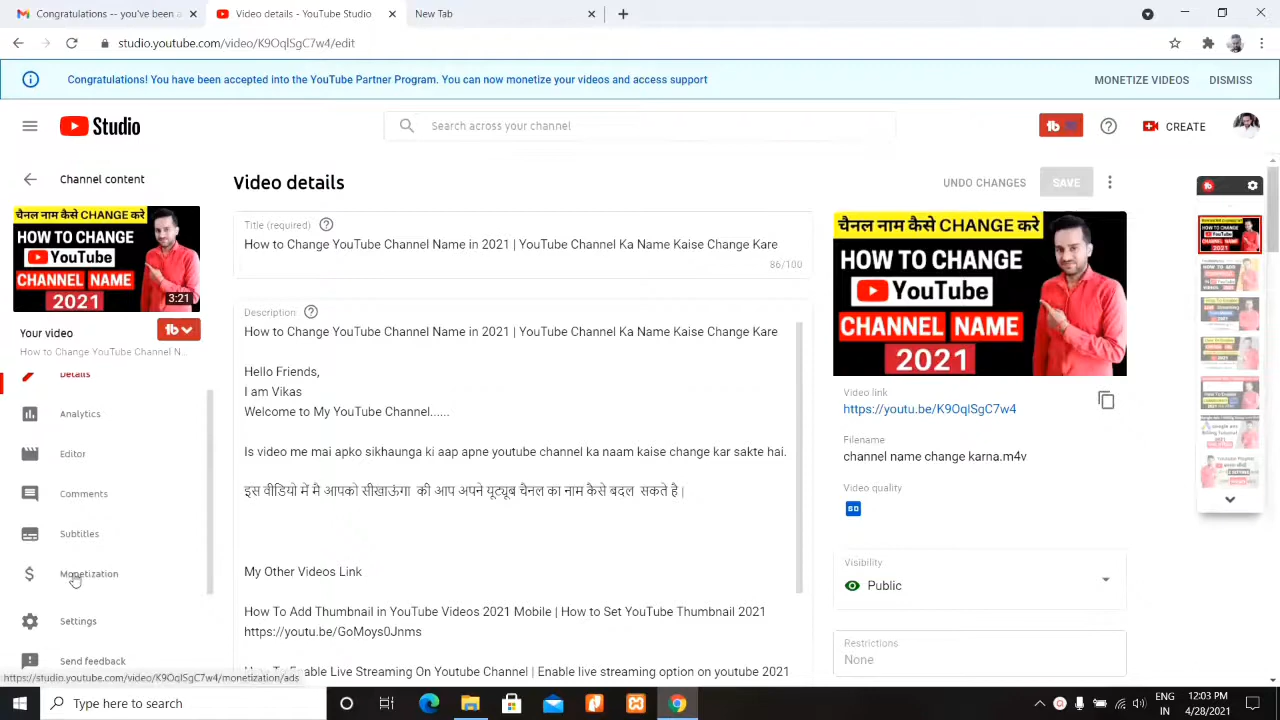 Congratulations -- you have been a
Video details - YouTube Studio
New Tab
studio.youtube.com/video/K9OqlSgC7w4/edit
Congratulations! You have been accepted into the YouTube Partner Program. You can now monetize your videos and access support
MONETIZE VIDEOS
DISMISS
Studio
Search across your channel
CREATE
Channel content
Video details
UNDO CHANGES
SAVE
चैनल नाम कैसे CHANGE करे
HOW TO CHANGE
YouTube
CHANNEL NAME
2021
3:21
Your video
How to Change YouTube Channel N...
Details
Analytics
Editor
Comments
Subtitles
Monetization
Settings
Send feedback
https://studio.youtube.com/video/K9OqlSgC7w4/monetization/ads
Title (required)
How to Change YouTube Channel Name in 2021 | YouTube Channel Ka Name Kaise Change Kare
86/100
Description
How to Change YouTube Channel Name in 2021 | YouTube Channel Ka Name Kaise Change Kare
Hello Friends,
I am Vikas
Welcome to My YouTube Channel......
Is video me mai apko sikhaunga ki aap apne youtube channel ka naam kaise change kar sakte hai.
इस वीडियो में मै आपको सीखाऊंगा की आप अपने यूट्यूब चेनल का नाम कैसे बदल सकते है |
My Other Videos Link
How To Add Thumbnail in YouTube Videos 2021 Mobile | How to Set YouTube Thumbnail 2021
https://youtu.be/GoMoys0Jnms
How To Enable Live Streaming On Youtube Channel | Enable live streaming option on youtube 2021
चैनल नाम कैसे CHANGE करे
HOW TO CHANGE
YouTube
CHANNEL NAME
2021
Video link
https://youtu.be/K9OqlSgC7w4
Filename
channel name change karna.m4v
Video quality
SD
Visibility
Public
Restrictions
None
Type here to search
ENG
IN
12:03 PM
4/28/2021